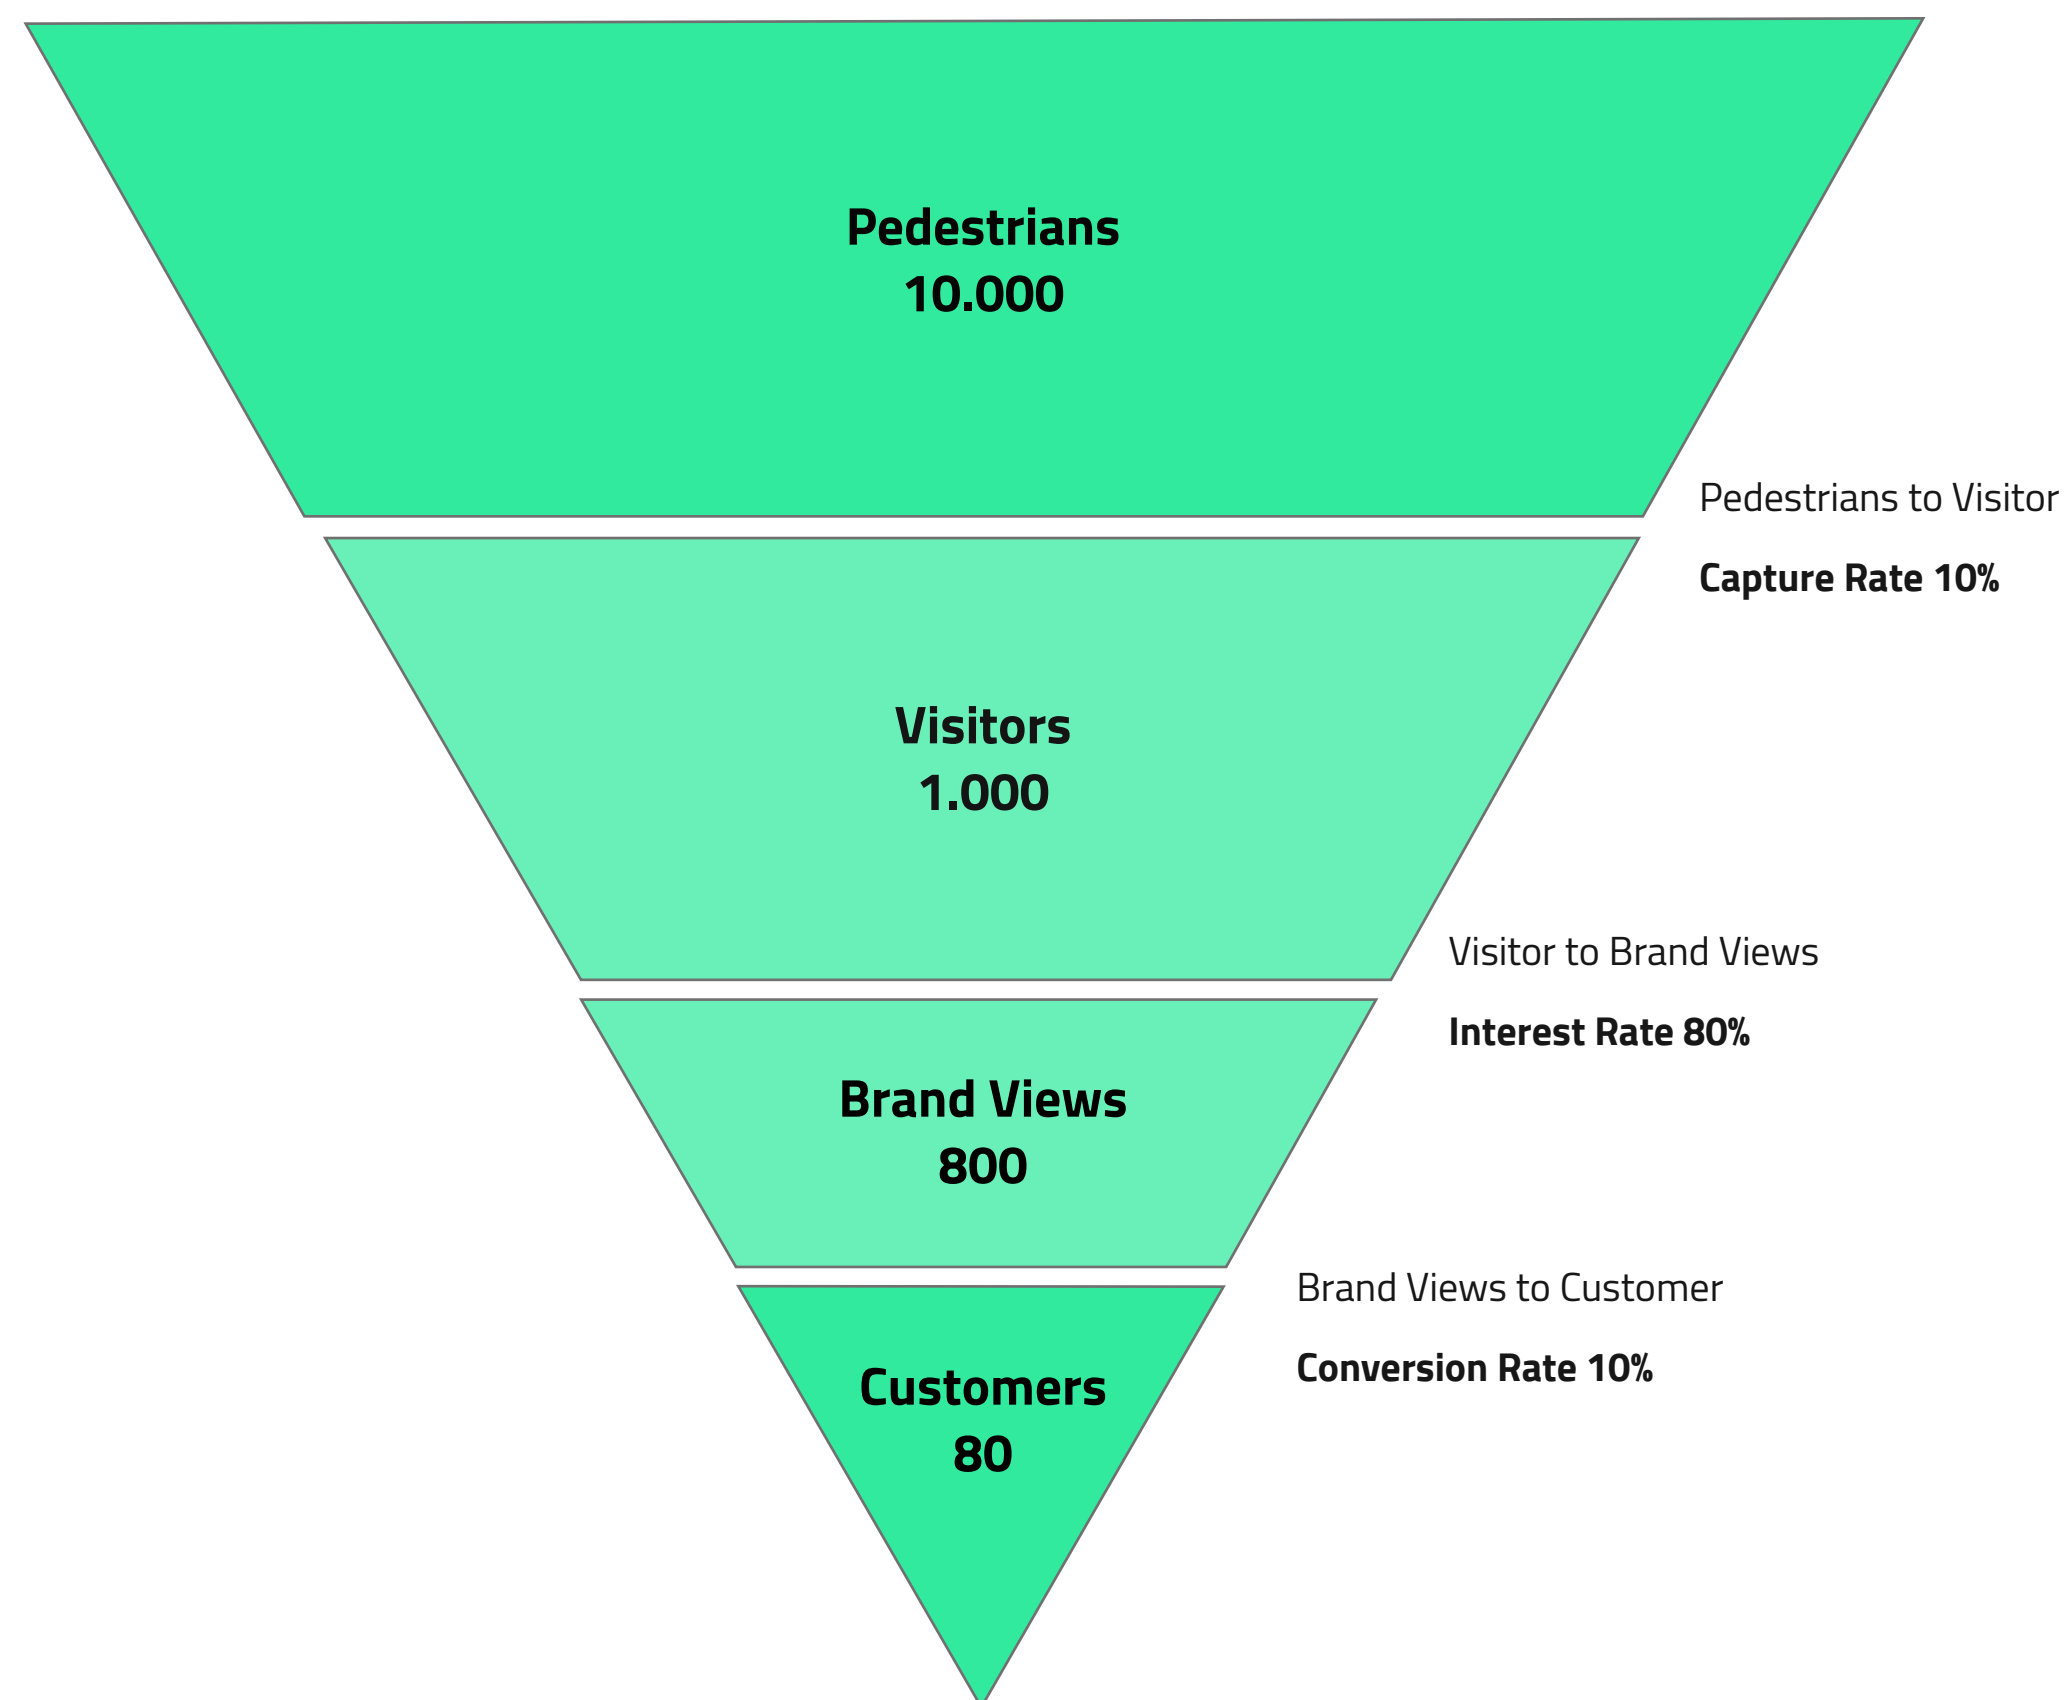 Pedestrians
10.000
Pedestrians to Visitor
Capture Rate 10%
Visitors
1.000
Visitor to Brand Views
Interest Rate 80%
Brand Views
800
Brand Views to Customer
Conversion Rate 10%
Customers
80